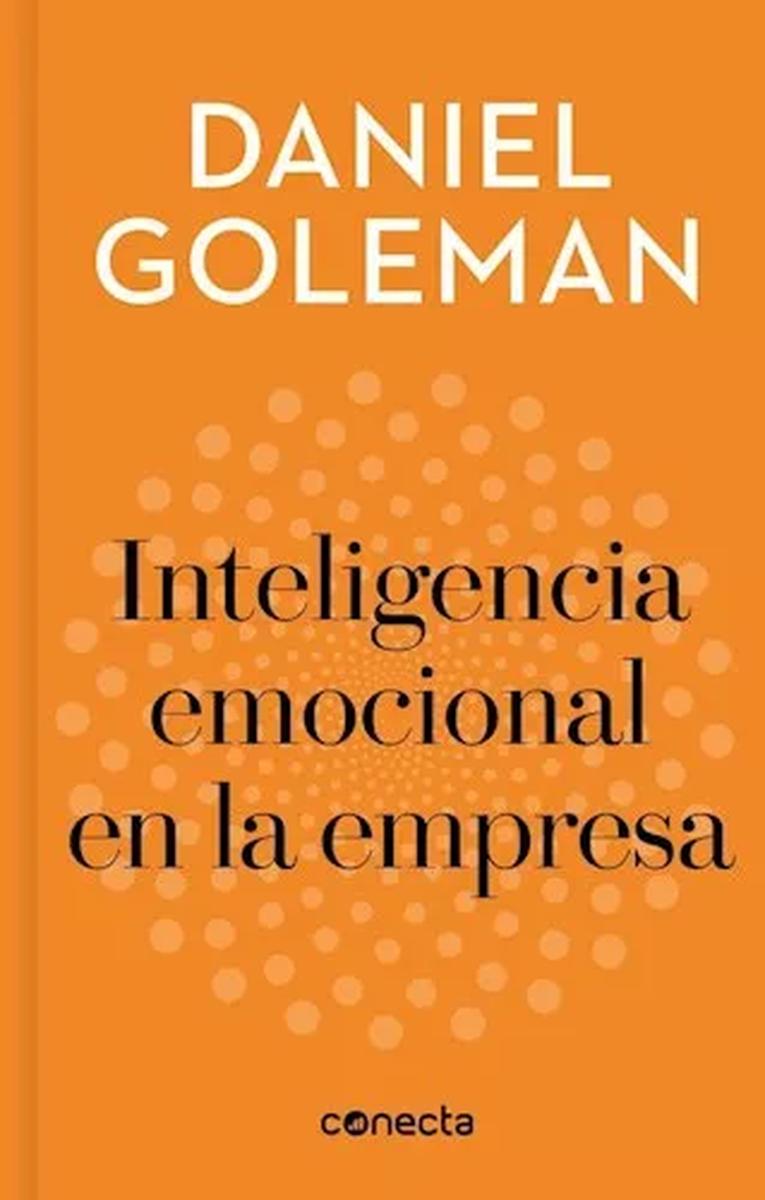 DANIEL
GOLEMAN
Inteligencia
emocional
en la empresa
conecta